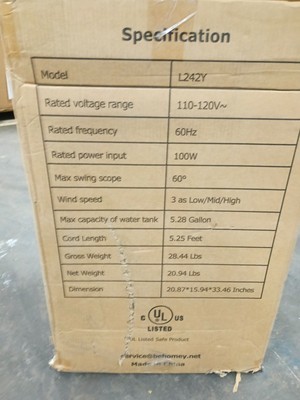 Specification
Model L242Y
Rated voltage range 110-120V~
Rated frequency 60Hz
Rated power input 100W
Max swing scope 60°
Wind speed 3 as Low/Mid/High
Max capacity of water tank 5.28 Gallon
Cord Length 5.25 Feet
Gross Weight 28.44 Lbs
Net Weight 20.94 Lbs
Dimension 20.87*15.94*33.46 Inches
C UL US
LISTED
Listed Safe Product
service@behomey.net
Made in China